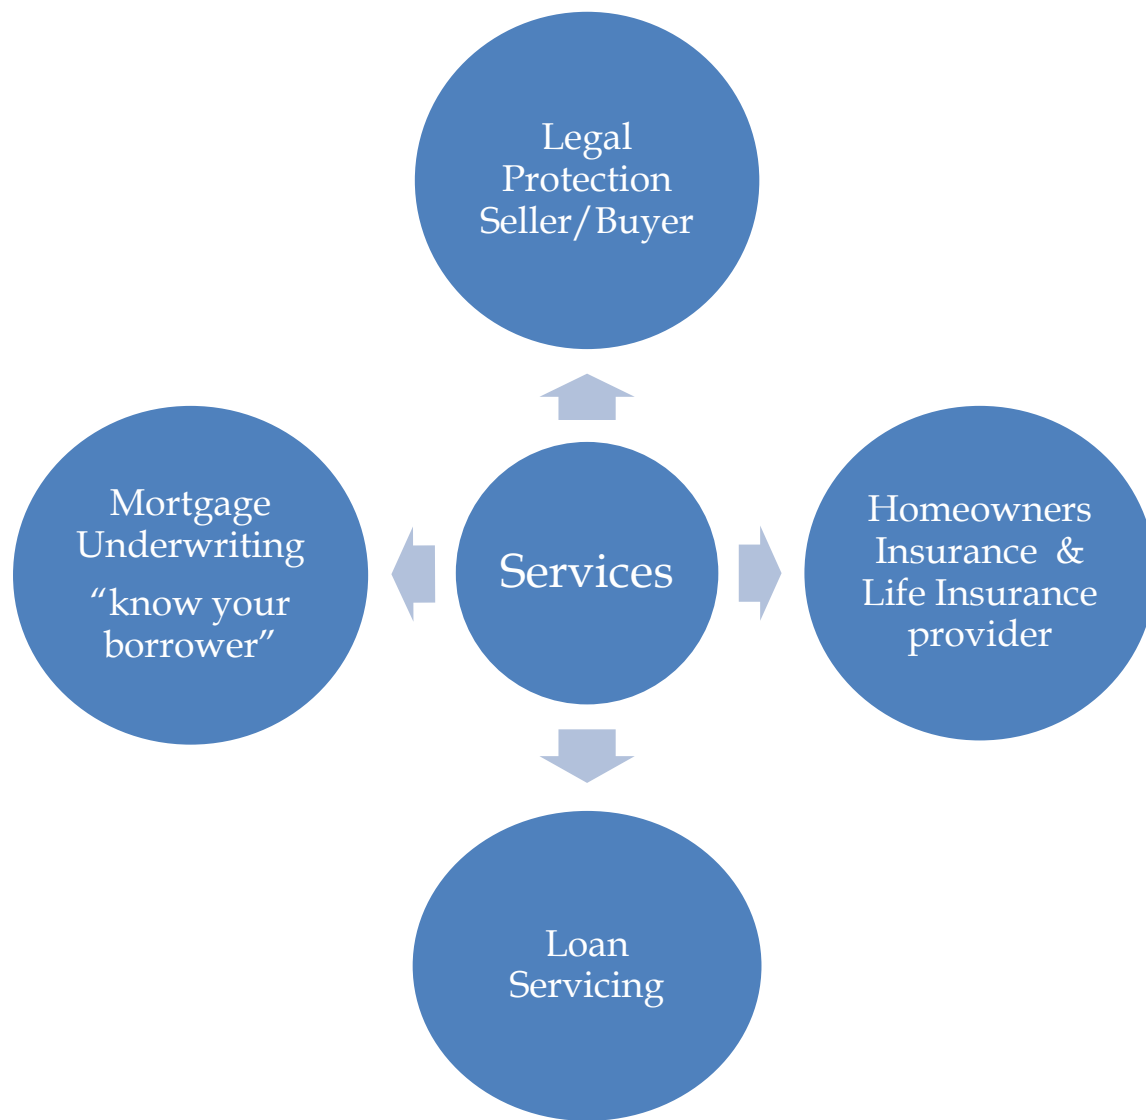 Legal
Protection
Seller/Buyer
Mortgage
Underwriting
“know your
borrower”
Services
Homeowners
Insurance &
Life Insurance
provider
Loan
Servicing